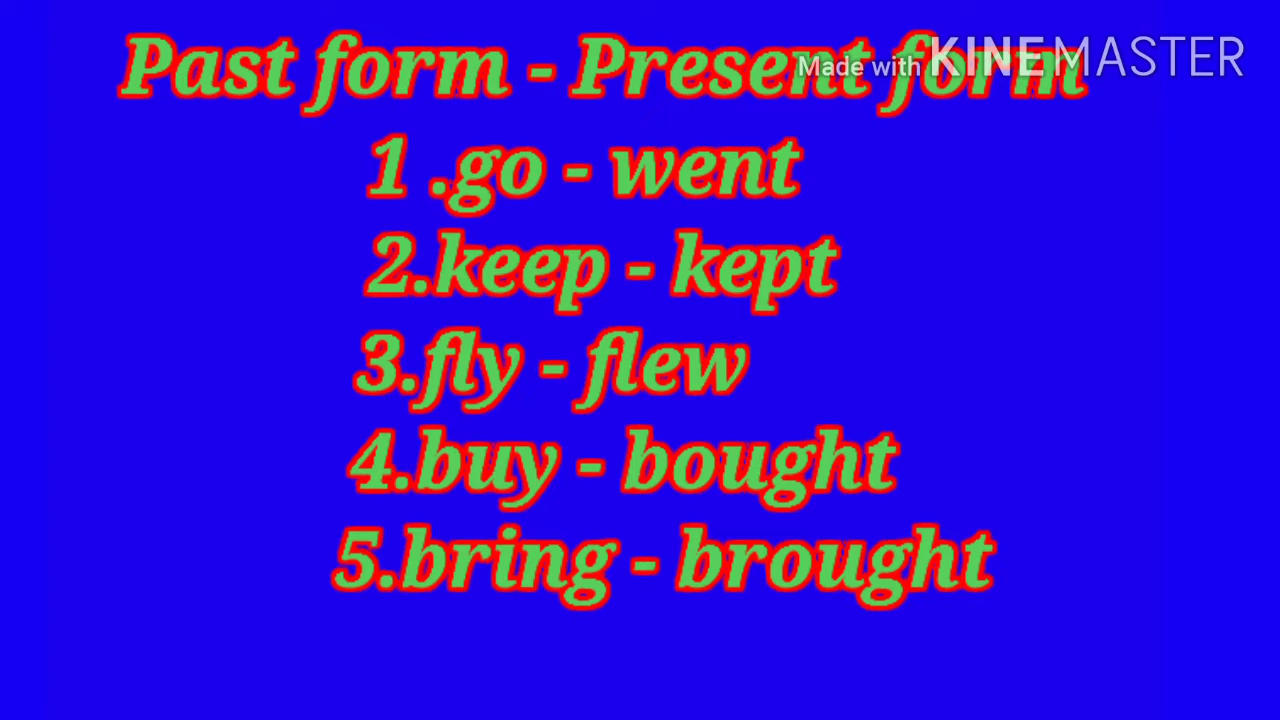 Past form - Present form
Made with KINEMASTER
1 .go - went
2.keep - kept
3.fly - flew
4.buy - bought
5.bring - brought